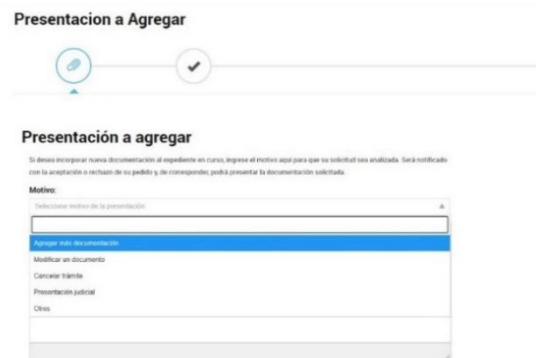 Presentacion a Agregar
Presentación a agregar
Si desea incorporar nueva documentación al expediente en curso, ingrese el motivo aquí para que su solicitud sea analizada. Será notificado
con la aceptación o rechazo de su pedido y, de corresponder, podrá presentar la documentación solicitada.
Motivo:
Seleccione motivo de la presentación
Agregar más documentación
Modificar un documento
Cancelar trámite
Presentación judicial
Otros